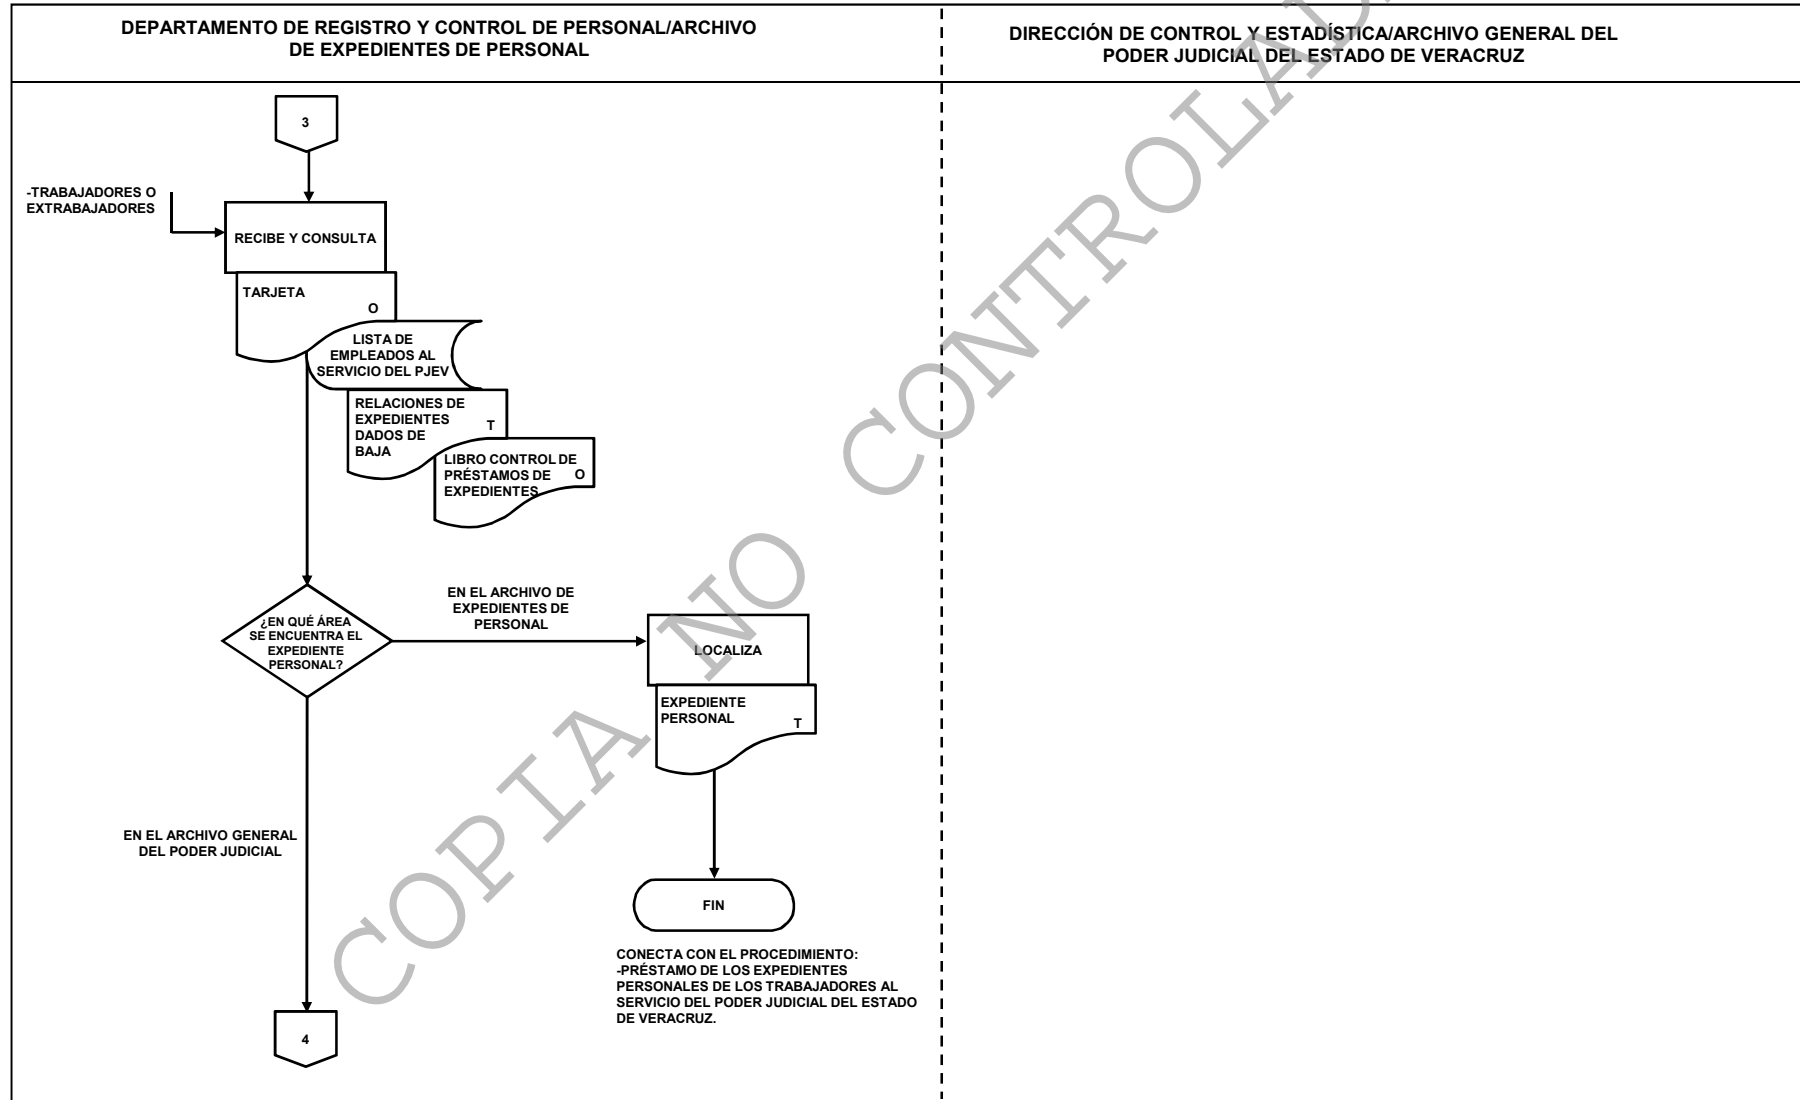 DEPARTAMENTO DE REGISTRO Y CONTROL DE PERSONAL/ARCHIVO
DE EXPEDIENTES DE PERSONAL
DIRECCIÓN DE CONTROL Y ESTADÍSTICA/ARCHIVO GENERAL DEL
PODER JUDICIAL DEL ESTADO DE VERACRUZ
3
-TRABAJADORES O
EXTRABAJADORES
RECIBE Y CONSULTA
TARJETA
O
LISTA DE
EMPLEADOS AL
SERVICIO DEL PJEV
RELACIONES DE
EXPEDIENTES
DADOS DE
BAJA
T
LIBRO CONTROL DE
PRÉSTAMOS DE
EXPEDIENTES
O
¿EN QUÉ ÁREA
SE ENCUENTRA EL
EXPEDIENTE
PERSONAL?
EN EL ARCHIVO DE
EXPEDIENTES DE
PERSONAL
LOCALIZA
EXPEDIENTE
PERSONAL
T
EN EL ARCHIVO GENERAL
DEL PODER JUDICIAL
FIN
CONECTA CON EL PROCEDIMIENTO:
-PRÉSTAMO DE LOS EXPEDIENTES
PERSONALES DE LOS TRABAJADORES AL
SERVICIO DEL PODER JUDICIAL DEL ESTADO
DE VERACRUZ.
4
COPIA NO CONTROLAD